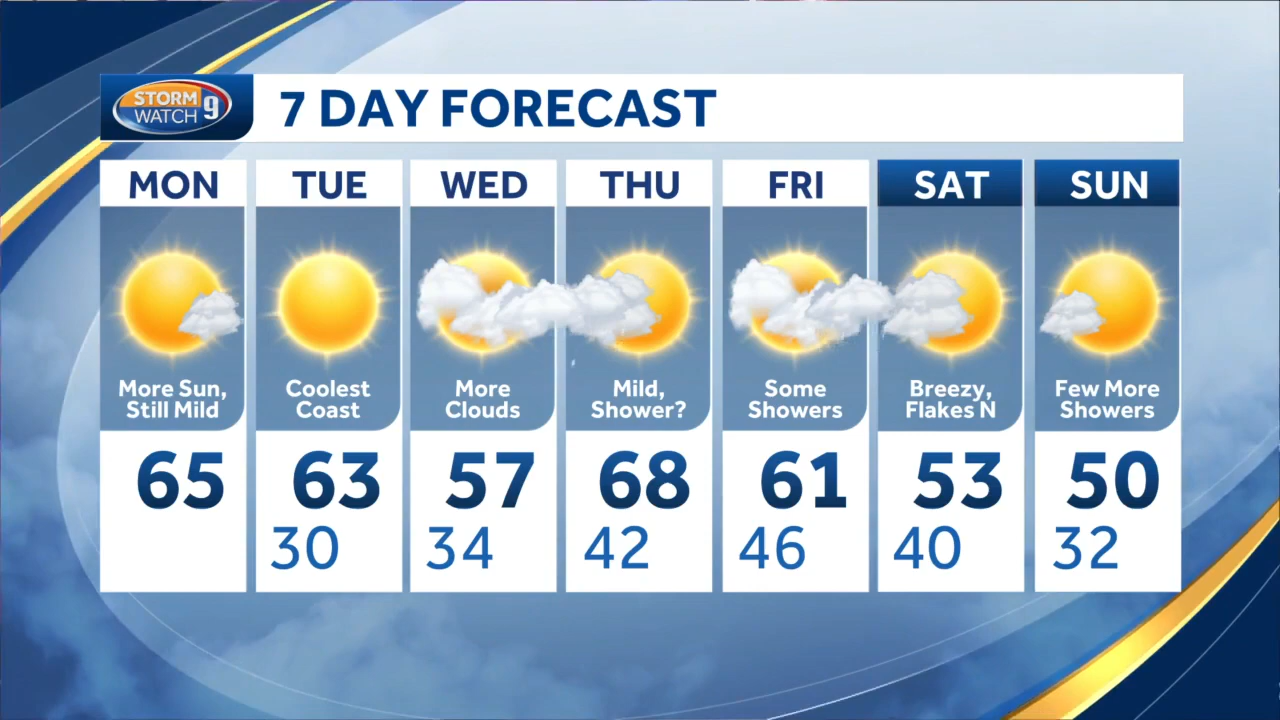 STORM
WATCH 9
7 DAY FORECAST
MON
TUE
WED
THU
FRI
SAT
SUN
More Sun,
Still Mild
Coolest
Coast
More
Clouds
Mild,
Shower?
Some
Showers
Breezy,
Flakes N
Few More
Showers
65
63
57
68
61
53
50
30
34
42
46
40
32